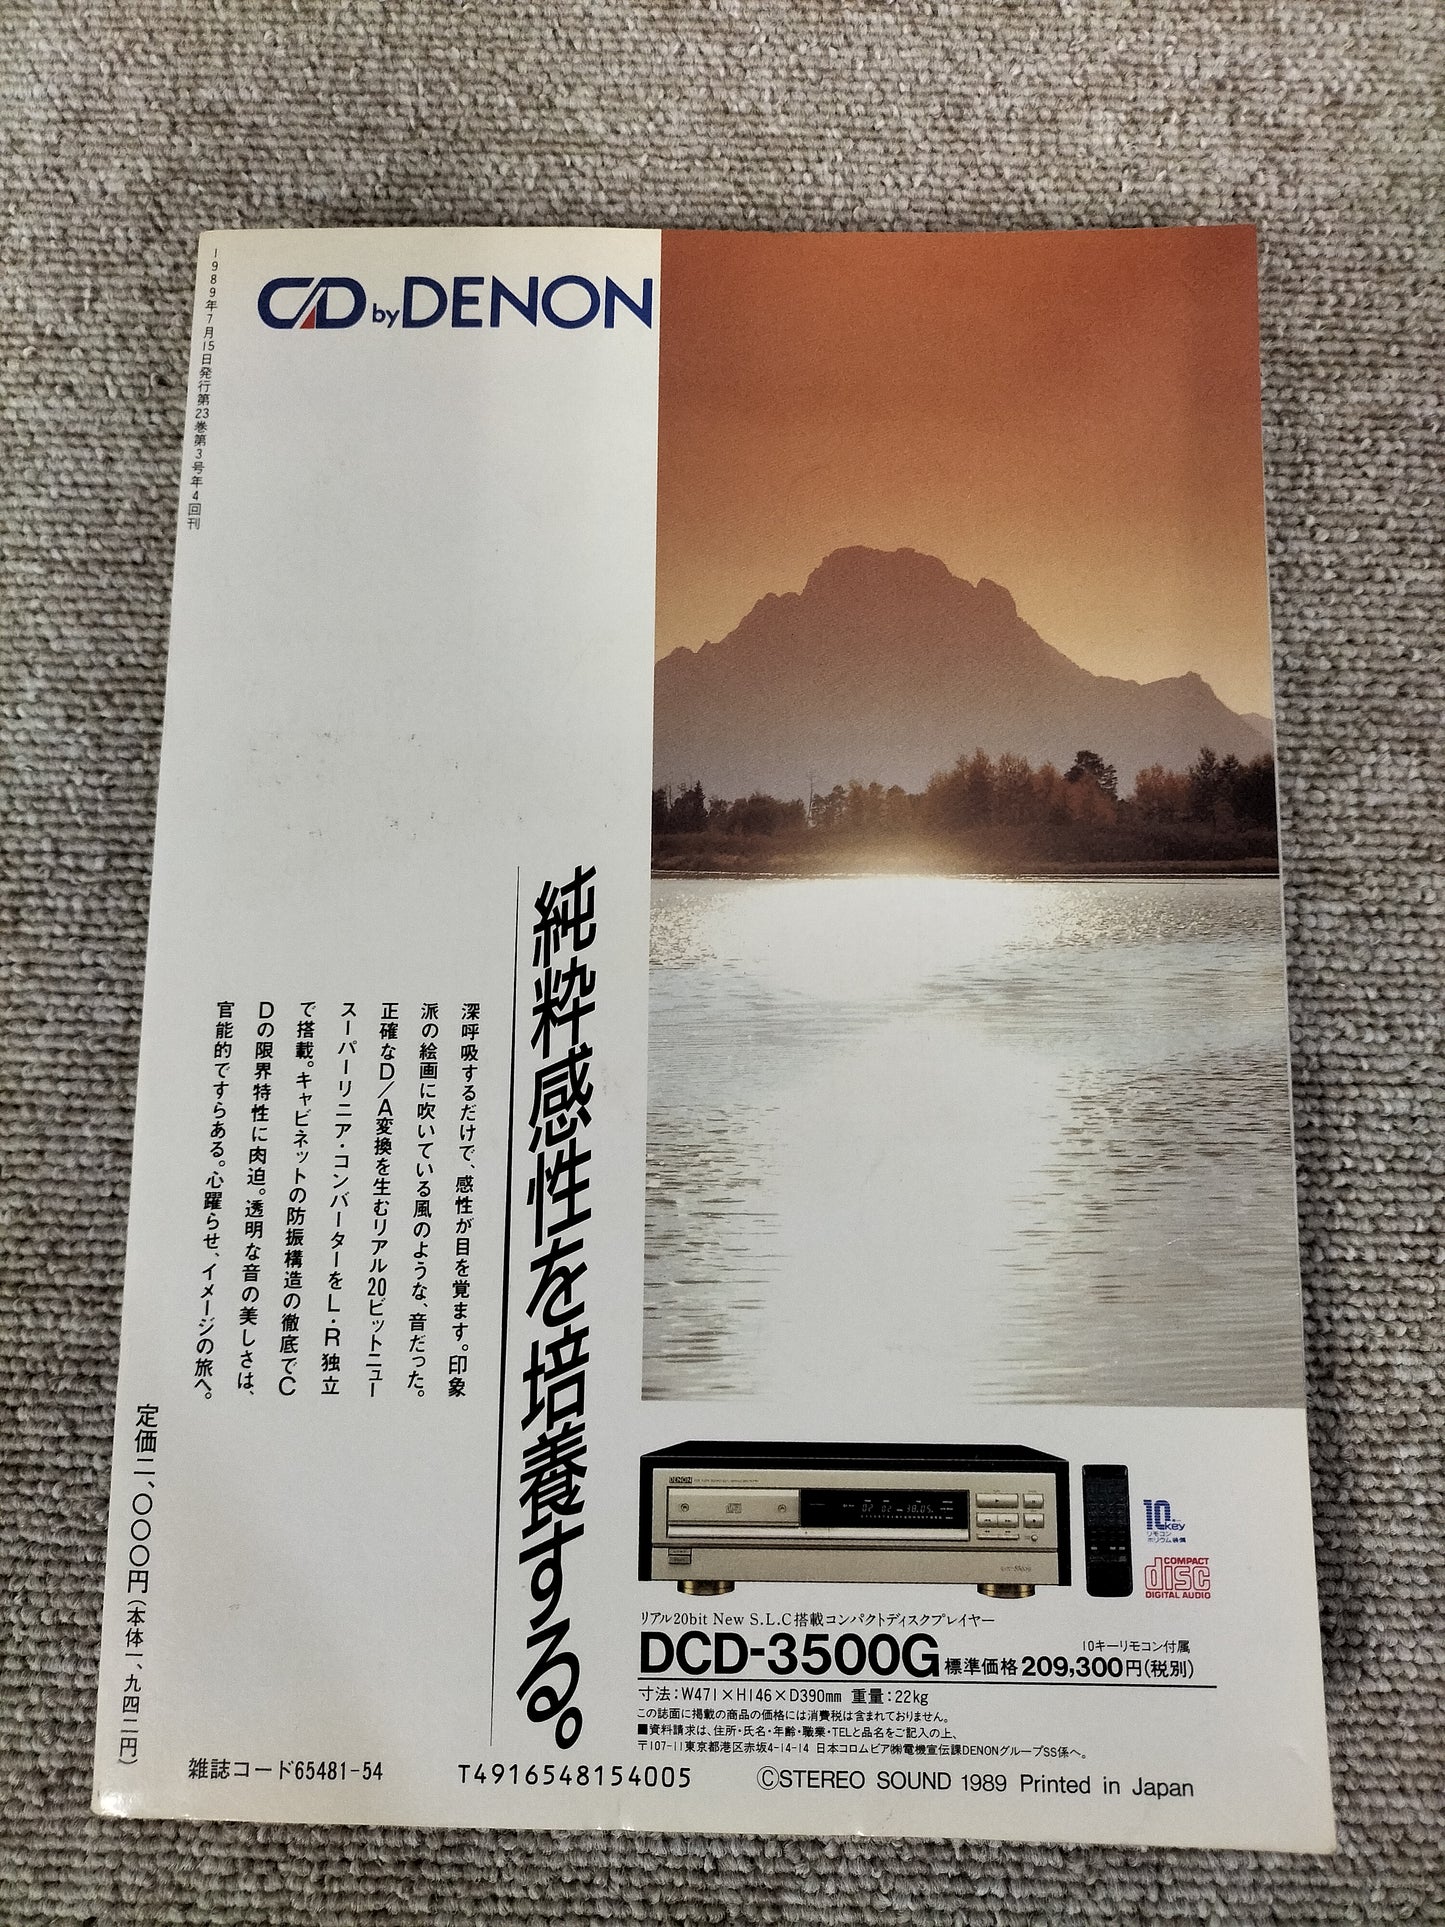 1989年7月15日発行第23巻第3号年4回刊
CD by DENON
純粋感性を培養する。
深呼吸するだけで、感性が目を覚ます。印象
派の絵画に吹いている風のような、音だった。
正確なD／A変換を生むリアル20ビットニュー
スーパーリニア・コンバーターをL・R独立
で搭載。キャビネットの防振構造の徹底でC
Dの限界特性に肉迫。透明な音の美しさは、
官能的ですらある。心躍らせ、イメージの旅へ。
定価二、〇〇〇円（本体一、九四二円）
DENON
10key
リモコン
COMPACT
disc
DIGITAL AUDIO
リアル20bit New S.L.C搭載コンパクトディスクプレイヤー
DCD-3500G 標準価格209,300円(税別)
10キーリモコン付属
寸法：W471×H146×D390mm 重量：22kg
この誌面に掲載の商品の価格には消費税は含まれておりません。
■資料請求は、住所・氏名・年齢・職業・TELと品名をご記入の上、
〒107-11東京都港区赤坂4-14-14 日本コロムビア㈱電機宣伝課DENONグループSS係へ。
雑誌コード65481-54
T4916548154005
©STEREO SOUND 1989 Printed in Japan